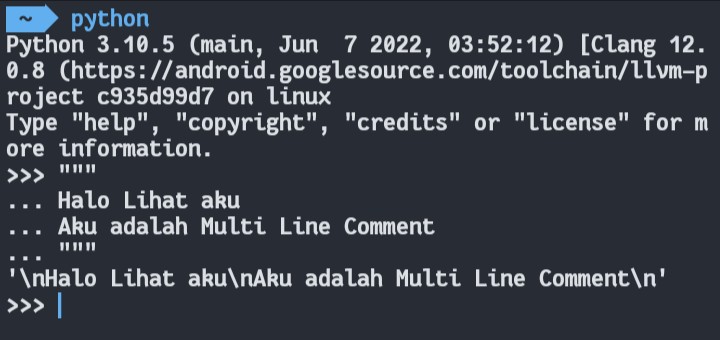 ~ python
Python 3.10.5 (main, Jun  7 2022, 03:52:12) [Clang 12.
0.8 (https://android.googlesource.com/toolchain/llvm-p
roject c935d99d7 on linux
Type "help", "copyright", "credits" or "license" for m
ore information.
>>> """
... Halo Lihat aku
... Aku adalah Multi Line Comment
... """
'\nHalo Lihat aku\nAku adalah Multi Line Comment\n'
>>>